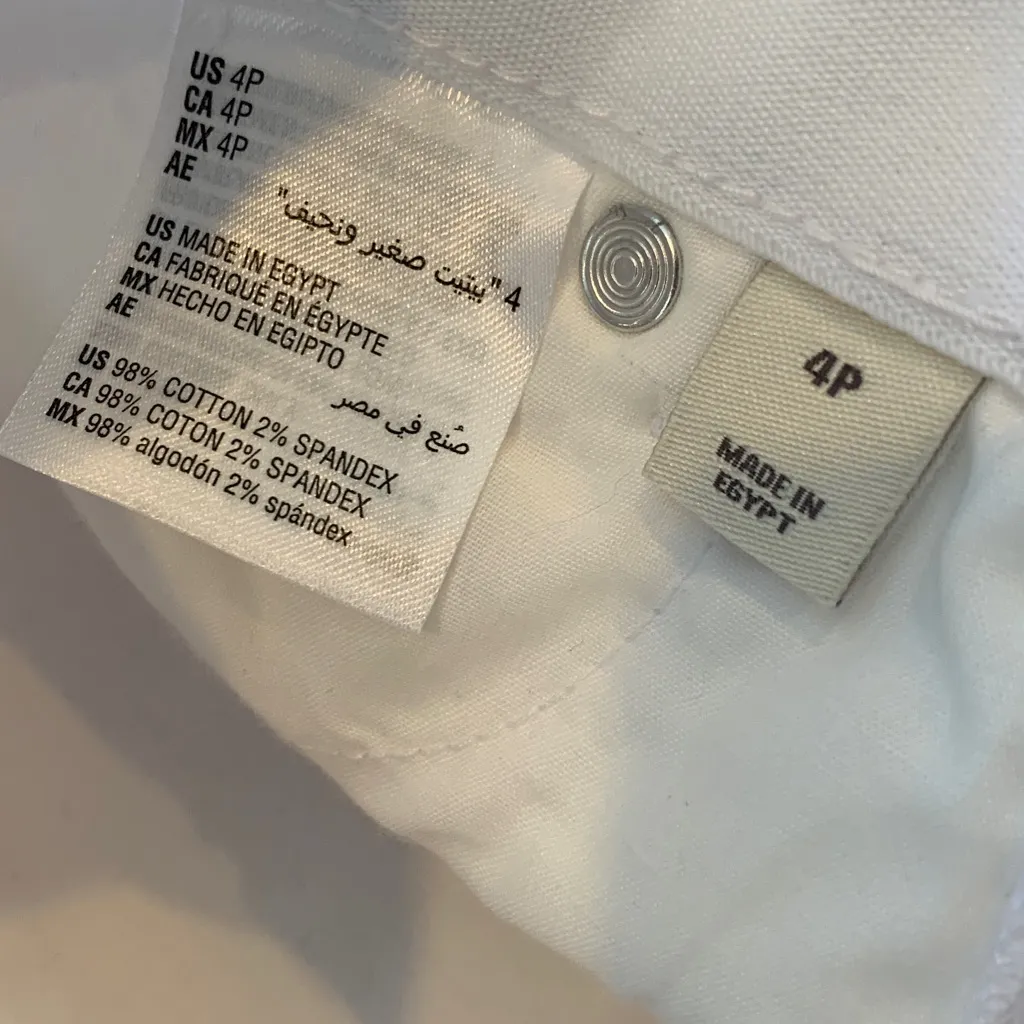 US 4P
CA 4P
MX 4P
AE
4 "بيتيت صغير ونحيف"
US MADE IN EGYPT
CA FABRIQUÉ EN ÉGYPTE
MX HECHO EN EGIPTO
AE
صُنع في مصر
US 98% COTTON 2% SPANDEX
CA 98% COTON 2% SPANDEX
MX 98% algodón 2% spándex
4P
MADE IN
EGYPT